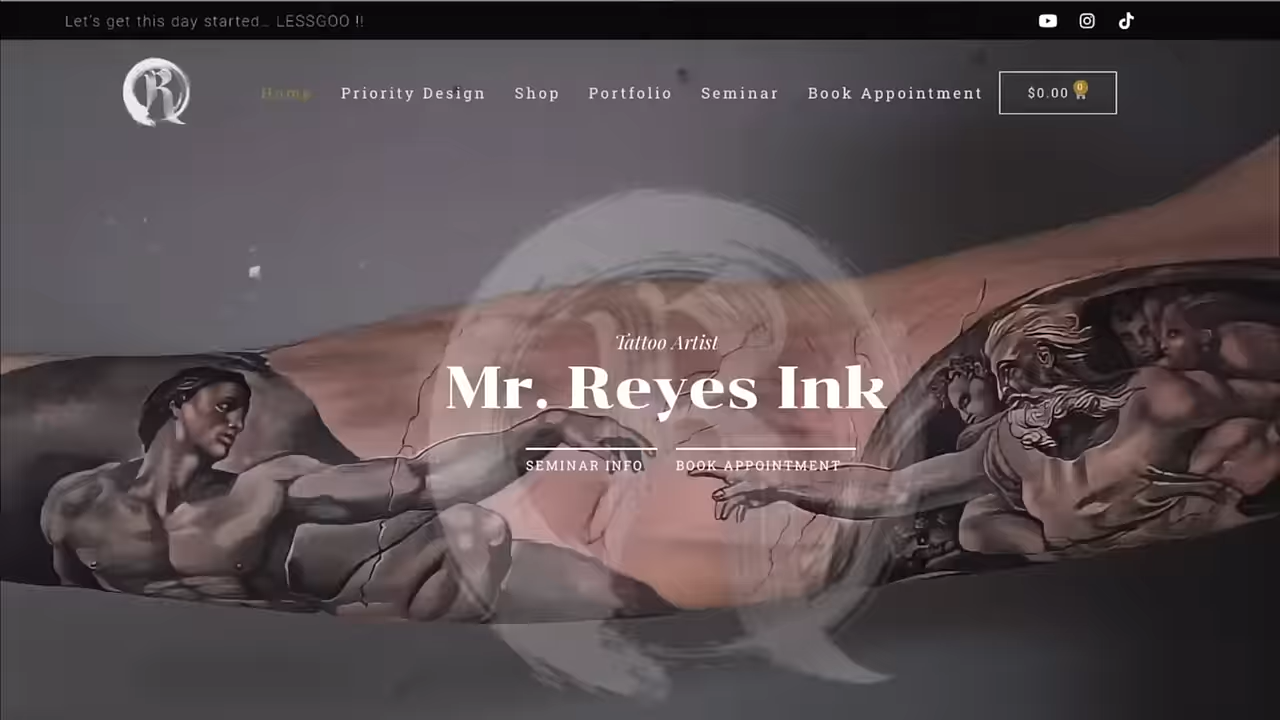 Let's get this day started... LESSGOO !!
R
Home Priority Design Shop Portfolio Seminar Book Appointment $0.00 0
Tattoo Artist
Mr. Reyes Ink
SEMINAR INFO BOOK APPOINTMENT